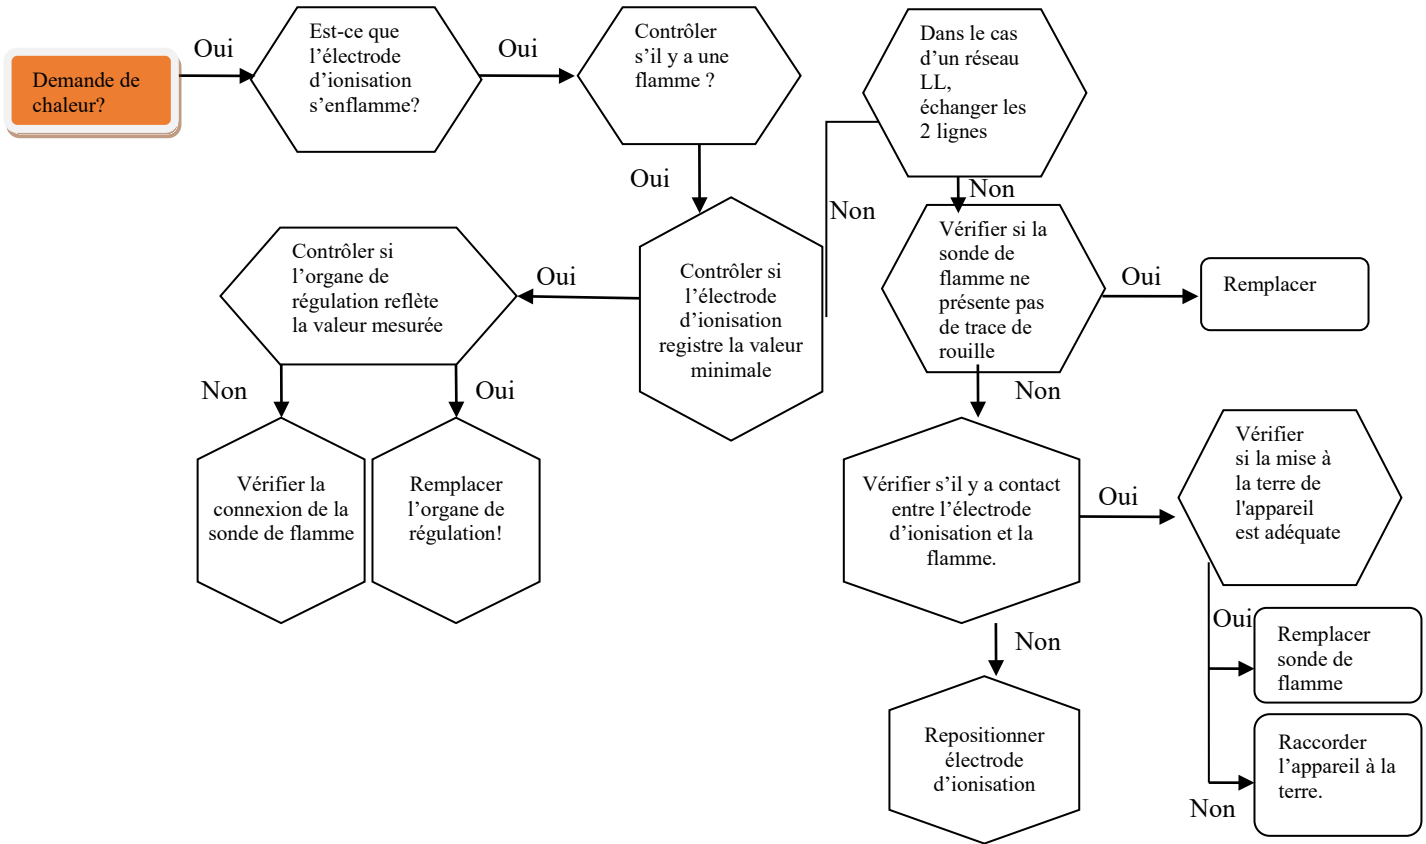 Demande de
chaleur?
Oui
Est-ce que
l’électrode
d’ionisation
s’enflamme?
Oui
Contrôler
s’il y a une
flamme ?
Oui
Contrôler si
l’électrode
d’ionisation
registre la valeur
minimale
Oui
Contrôler si
l’organe de
régulation reflète
la valeur mesurée
Non
Vérifier la
connexion de la
sonde de flamme
Oui
Remplacer
l’organe de
régulation!
Non
Dans le cas
d’un réseau
LL,
échanger les
2 lignes
Non
Vérifier si la
sonde de
flamme ne
présente pas
de trace de
rouille
Oui
Remplacer
Non
Vérifier s’il y a contact
entre l’électrode
d’ionisation et la
flamme.
Oui
Vérifier
si la mise à
la terre de
l'appareil
est adéquate
Oui
Remplacer
sonde de
flamme
Non
Raccorder
l’appareil à la
terre.
Non
Repositionner
électrode
d’ionisation